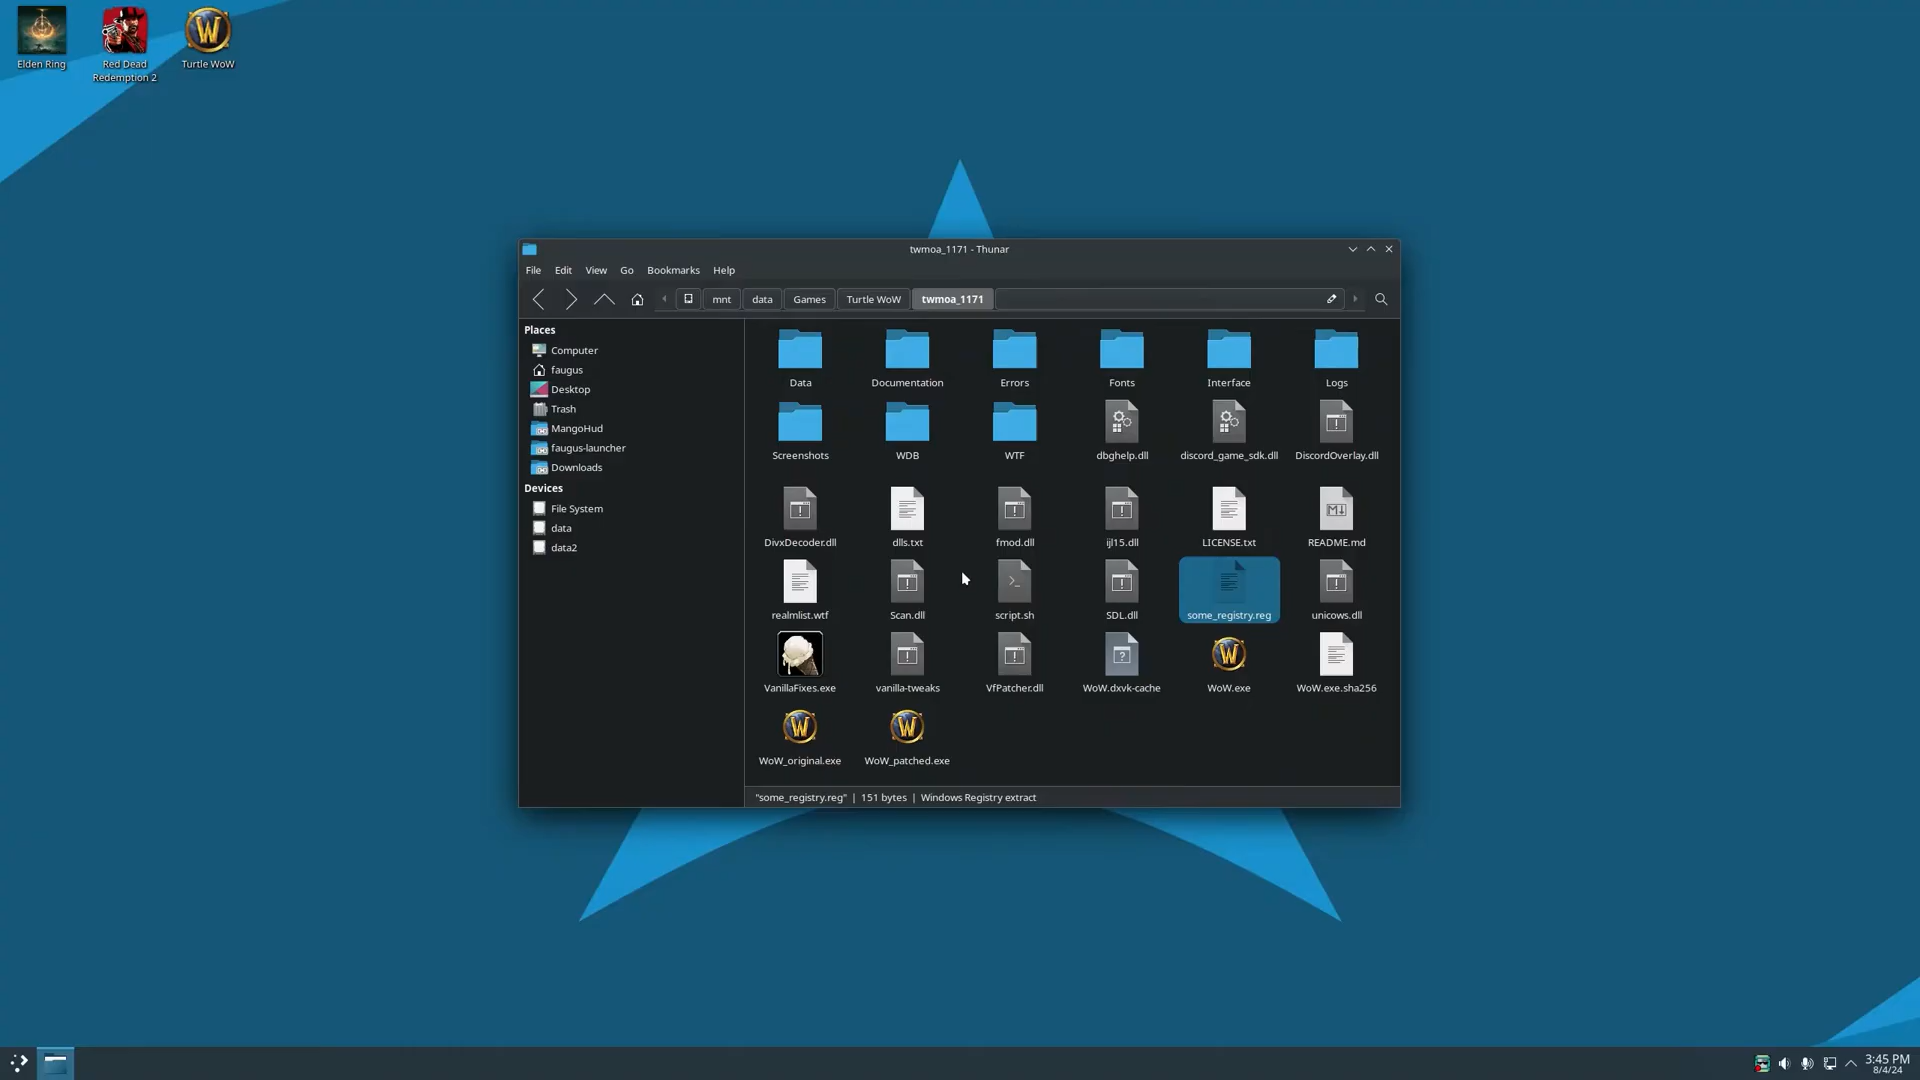 Elden Ring
Red Dead
Redemption 2
Turtle WoW
twmoa_1171 - Thunar
File Edit View Go Bookmarks Help
mnt data Games Turtle WoW twmoa_1171
Places
Computer
faugus
Desktop
Trash
MangoHud
faugus-launcher
Downloads
Devices
File System
data
data2
Data Documentation Errors Fonts Interface Logs
Screenshots WDB WTF dbghelp.dll discord_game_sdk.dll DiscordOverlay.dll
DivxDecoder.dll dlls.txt fmod.dll ijl15.dll LICENSE.txt README.md
realmlist.wtf Scan.dll script.sh SDL.dll some_registry.reg unicows.dll
VanillaFixes.exe vanilla-tweaks VfPatcher.dll WoW.dxvk-cache WoW.exe WoW.exe.sha256
WoW_original.exe WoW_patched.exe
"some_registry.reg" | 151 bytes | Windows Registry extract
3:45 PM
8/4/24